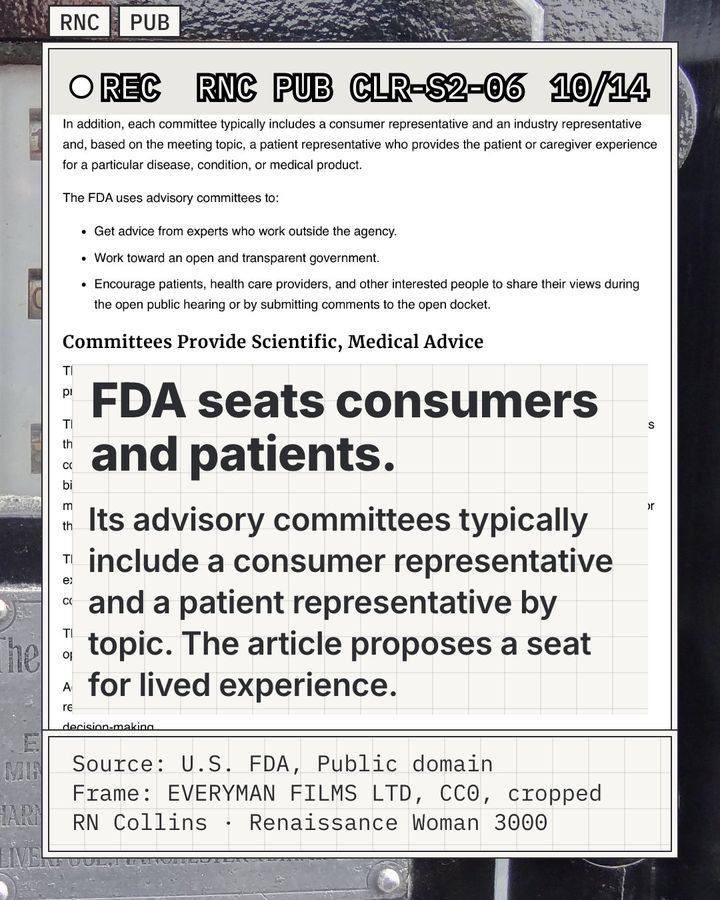 RNC PUB
REC RNC PUB CLR-S2-06 10/14
In addition, each committee typically includes a consumer representative and an industry representative
and, based on the meeting topic, a patient representative who provides the patient or caregiver experience
for a particular disease, condition, or medical product.
The FDA uses advisory committees to:
• Get advice from experts who work outside the agency.
• Work toward an open and transparent government.
• Encourage patients, health care providers, and other interested people to share their views during
the open public hearing or by submitting comments to the open docket.
Committees Provide Scientific, Medical Advice
FDA seats consumers
and patients.
Its advisory committees typically
include a consumer representative
and a patient representative by
topic. The article proposes a seat
for lived experience.
decision-making
Source: U.S. FDA, Public domain
Frame: EVERYMAN FILMS LTD, CC0, cropped
RN Collins · Renaissance Woman 3000